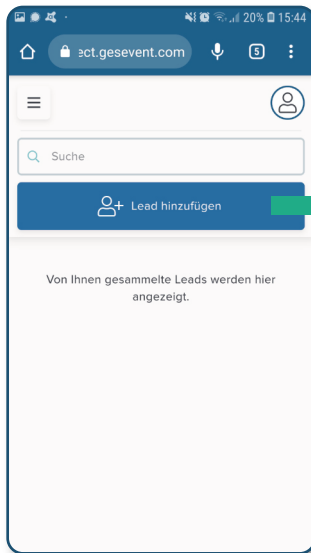 20% 15:44
ect.gesevent.com 5
Suche
Lead hinzufügen
Von Ihnen gesammelte Leads werden hier
angezeigt.